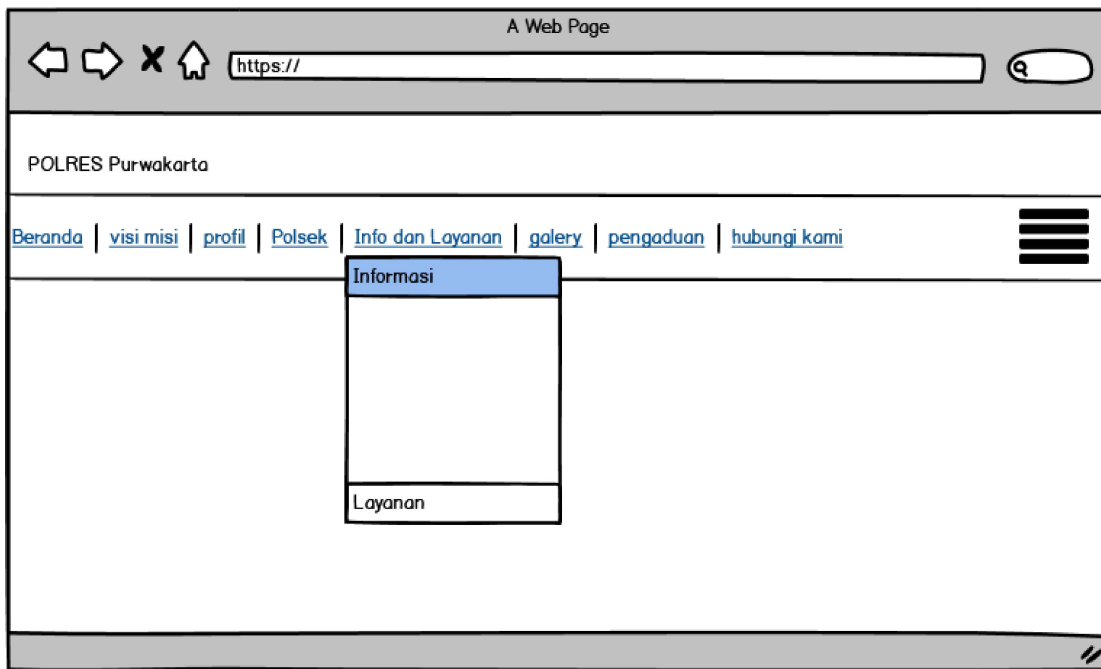 A Web Page
https://
POLRES Purwakarta
Beranda | visi misi | profil | Polsek | Info dan Layanan | galery | pengaduan | hubungi kami
Informasi
Layanan